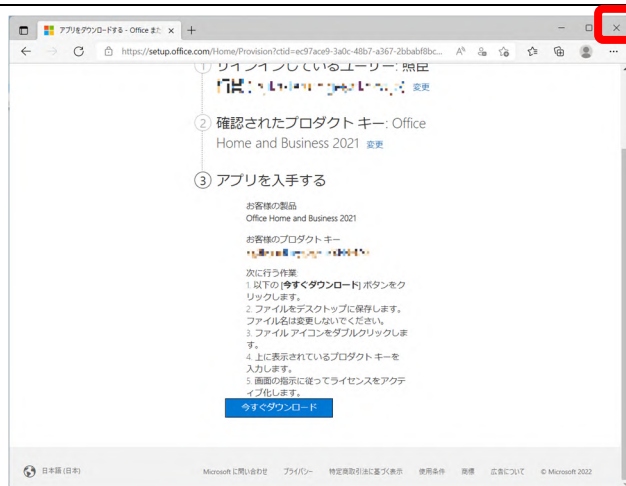 アプリをダウンロードする - Office また
https://setup.office.com/Home/Provision?ctid=ec97ace9-3a0c-48b7-a367-2bbabf8bc...
1 サインインしているユーザー: 照臣
変更
2 確認されたプロダクト キー: Office
Home and Business 2021 変更
3 アプリを入手する
お客様の製品
Office Home and Business 2021
お客様のプロダクト キー
次に行う作業
1. 以下の [今すぐダウンロード] ボタンをク
リックします。
2. ファイルをデスクトップに保存します。
ファイル名は変更しないでください。
3. ファイル アイコンをダブルクリックしま
す。
4. 上に表示されているプロダクト キーを
入力します。
5. 画面の指示に従ってライセンスをアクテ
ィブ化します。
今すぐダウンロード
日本語 (日本) Microsoft に問い合わせ プライバシー 特定商取引法に基づく表示 使用条件 商標 広告について © Microsoft 2022